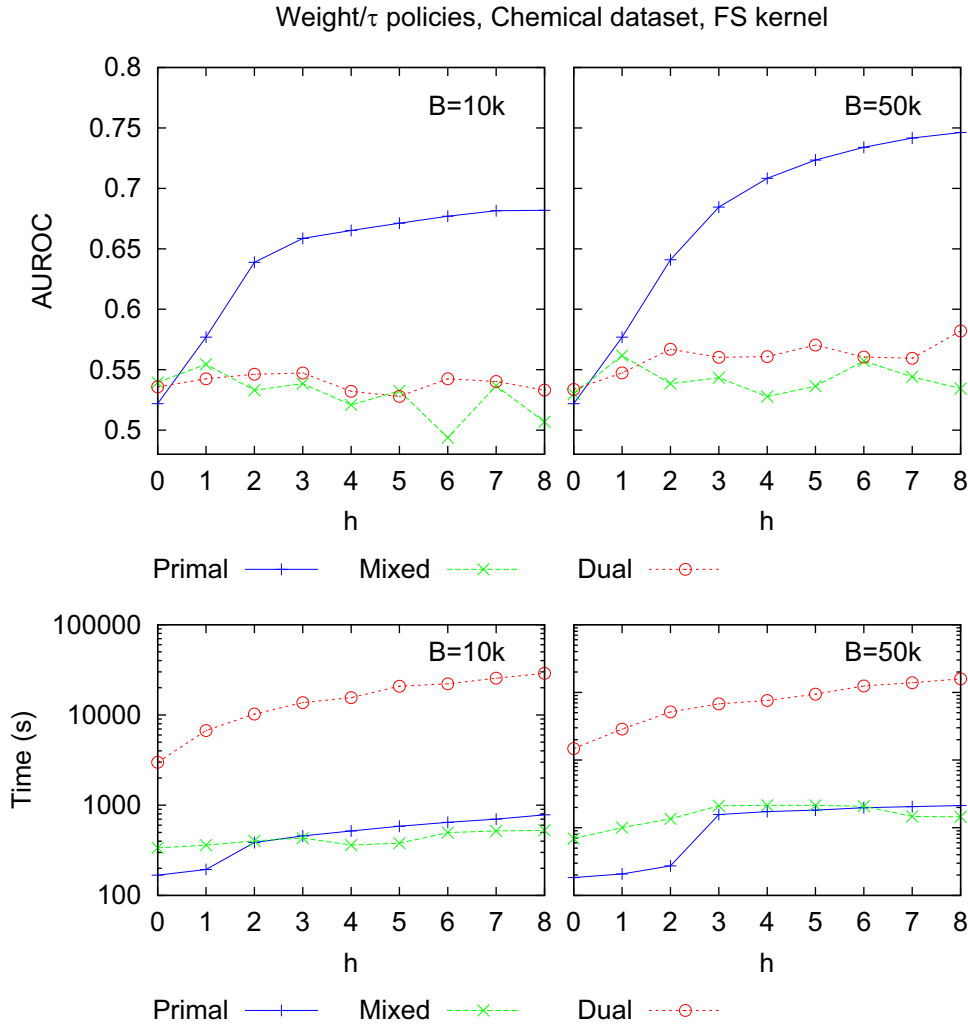 Weight/τ policies, Chemical dataset, FS kernel
AUROC
0.8
0.75
0.7
0.65
0.6
0.55
0.5
B=10k
0 1 2 3 4 5 6 7 8
h
B=50k
0 1 2 3 4 5 6 7 8
h
Primal Mixed Dual
Time (s)
100000
10000
1000
100
B=10k
0 1 2 3 4 5 6 7 8
h
B=50k
0 1 2 3 4 5 6 7 8
h
Primal Mixed Dual